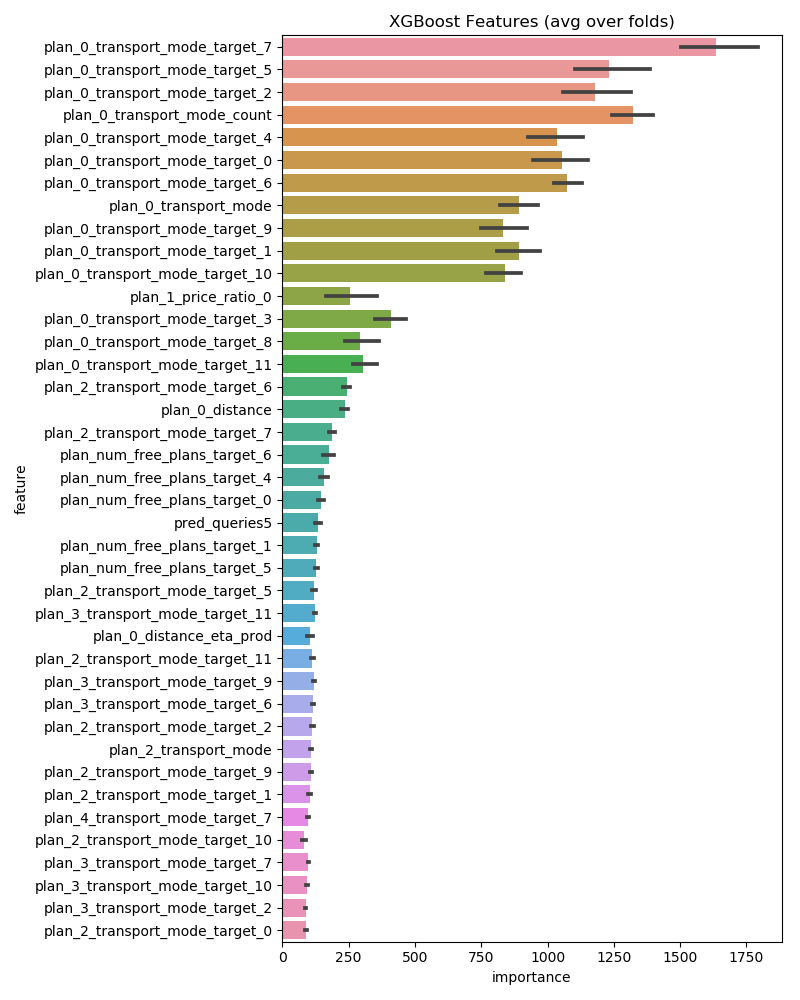 XGBoost Features (avg over folds)
plan_0_transport_mode_target_7
plan_0_transport_mode_target_5
plan_0_transport_mode_target_2
plan_0_transport_mode_count
plan_0_transport_mode_target_4
plan_0_transport_mode_target_0
plan_0_transport_mode_target_6
plan_0_transport_mode
plan_0_transport_mode_target_9
plan_0_transport_mode_target_1
plan_0_transport_mode_target_10
plan_1_price_ratio_0
plan_0_transport_mode_target_3
plan_0_transport_mode_target_8
plan_0_transport_mode_target_11
plan_2_transport_mode_target_6
plan_0_distance
plan_2_transport_mode_target_7
plan_num_free_plans_target_6
plan_num_free_plans_target_4
plan_num_free_plans_target_0
pred_queries5
plan_num_free_plans_target_1
plan_num_free_plans_target_5
plan_2_transport_mode_target_5
plan_3_transport_mode_target_11
plan_0_distance_eta_prod
plan_2_transport_mode_target_11
plan_3_transport_mode_target_9
plan_3_transport_mode_target_6
plan_2_transport_mode_target_2
plan_2_transport_mode
plan_2_transport_mode_target_9
plan_2_transport_mode_target_1
plan_4_transport_mode_target_7
plan_2_transport_mode_target_10
plan_3_transport_mode_target_7
plan_3_transport_mode_target_10
plan_3_transport_mode_target_2
plan_2_transport_mode_target_0
feature
0 250 500 750 1000 1250 1500 1750
importance